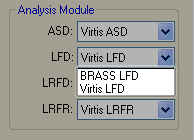 Analysis Module
ASD: Virtis ASD
LFD: Virtis LFD
BRASS LFD
LRFD: Virtis LFD
LRFR: Virtis LRFR